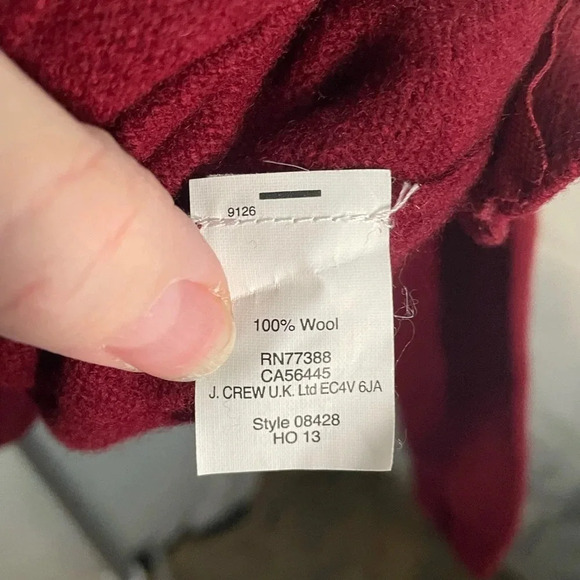 9126
100% Wool
RN77388
CA56445
J. CREW U.K. Ltd EC4V 6JA
Style 08428
HO 13